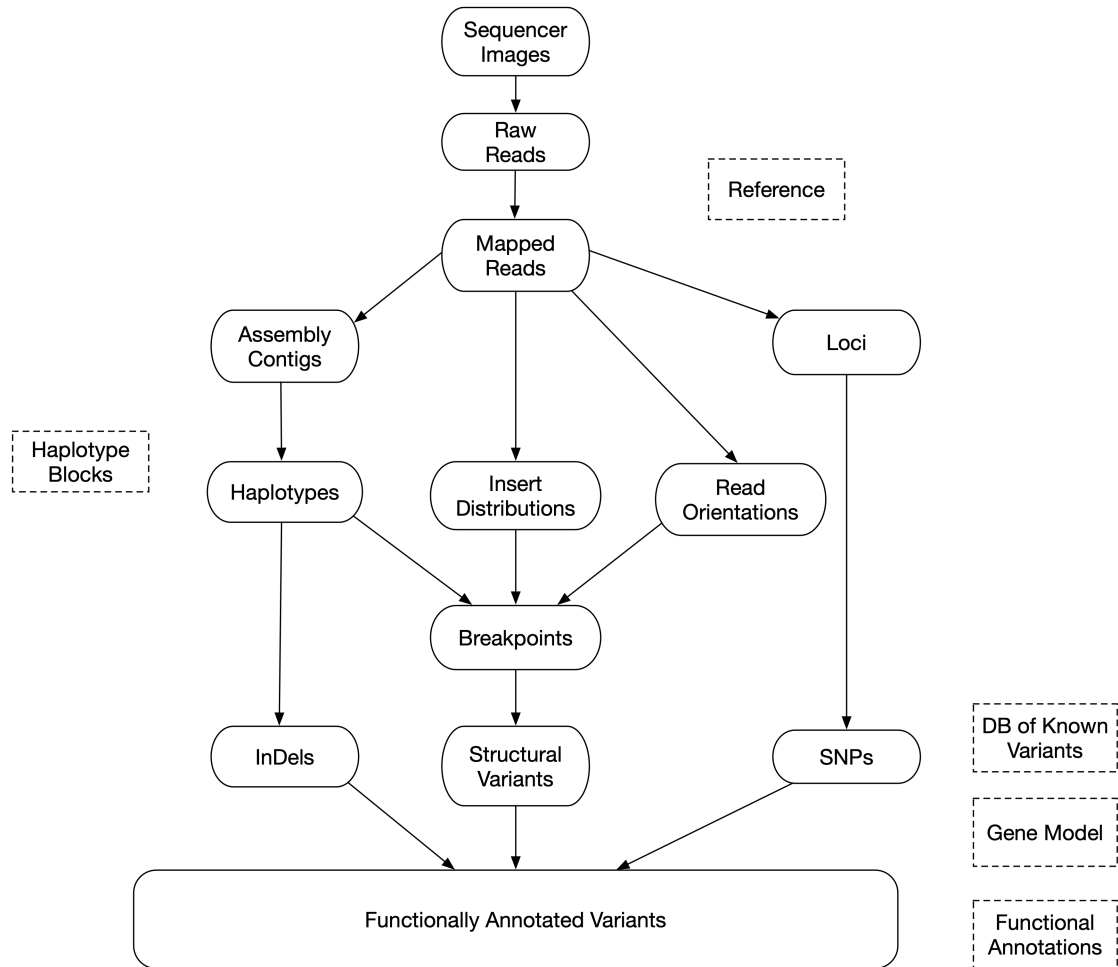 Sequencer
Images
Raw
Reads
Reference
Mapped
Reads
Assembly
Contigs
Loci
Haplotype
Blocks
Haplotypes
Insert
Distributions
Read
Orientations
Breakpoints
DB of Known
Variants
InDels
Structural
Variants
SNPs
Gene Model
Functionally Annotated Variants
Functional
Annotations